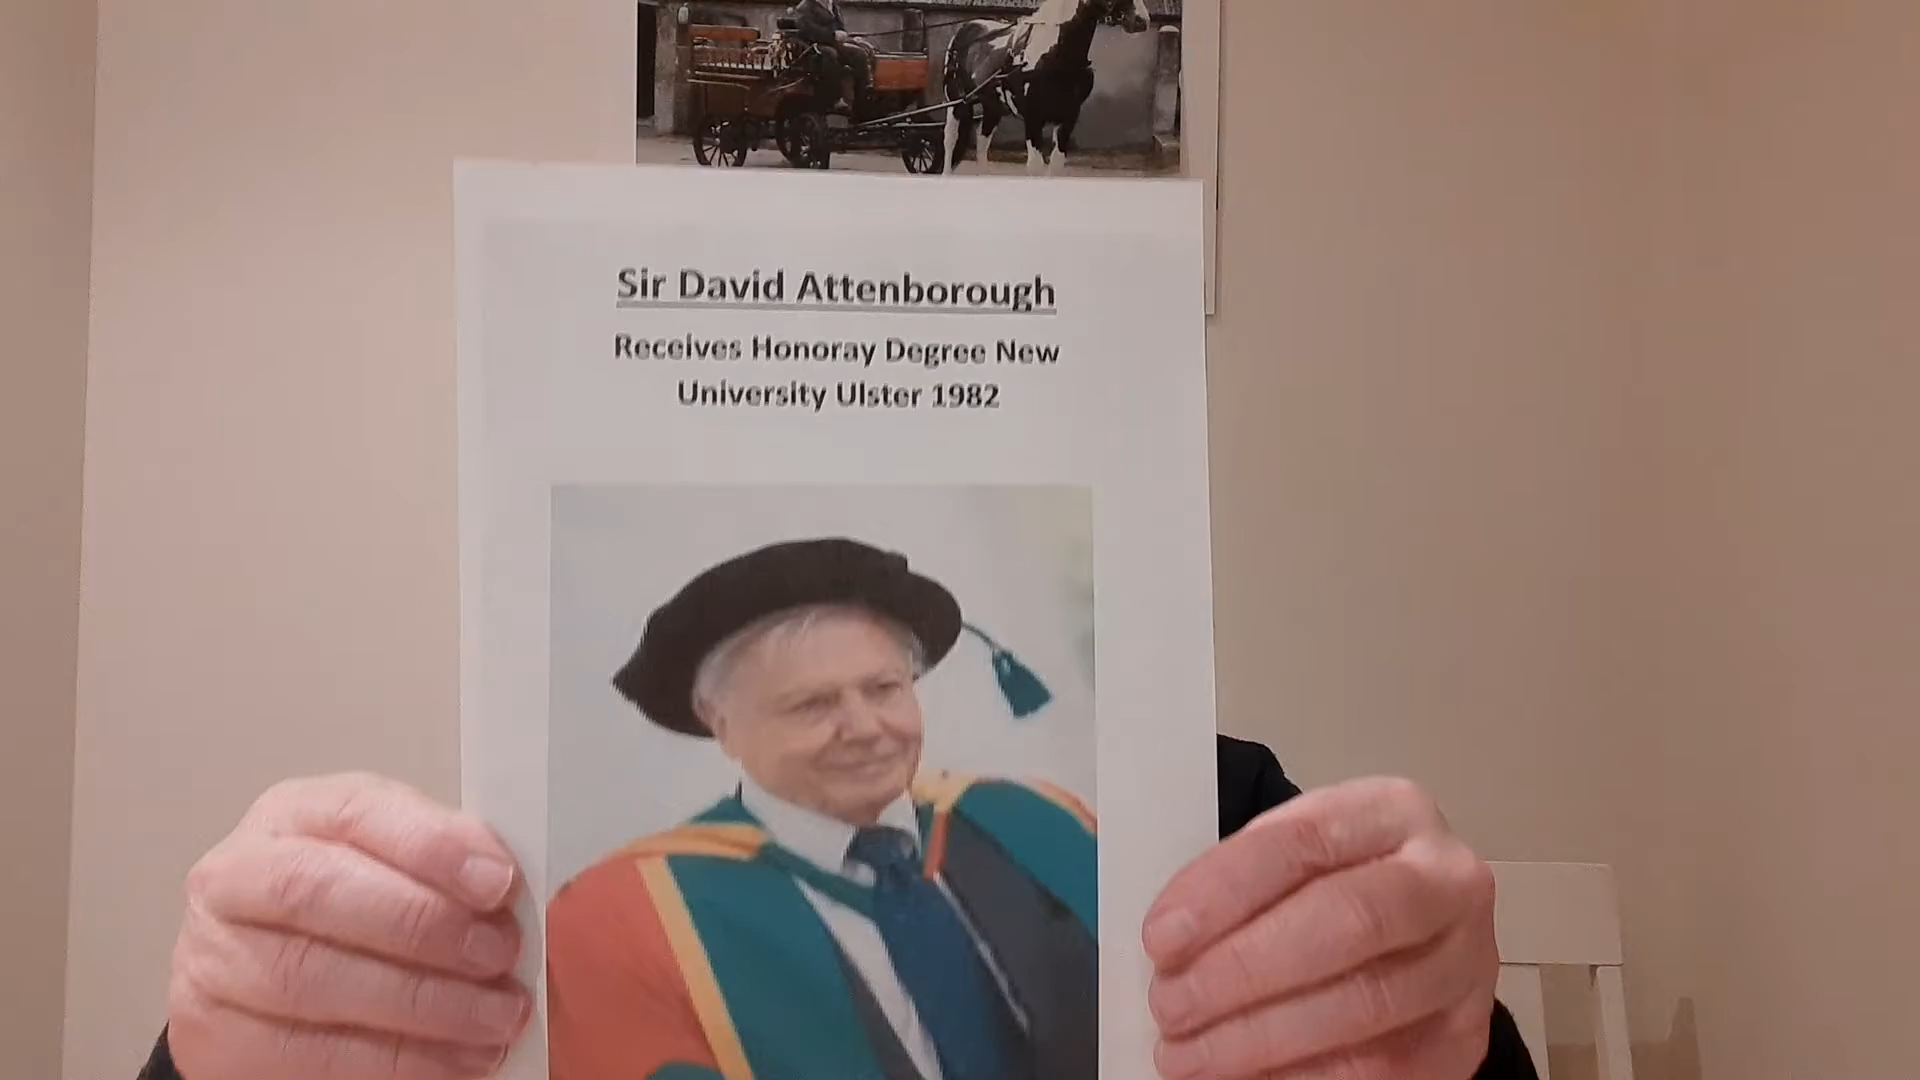 Sir David Attenborough
Receives Honoray Degree New
University Ulster 1982